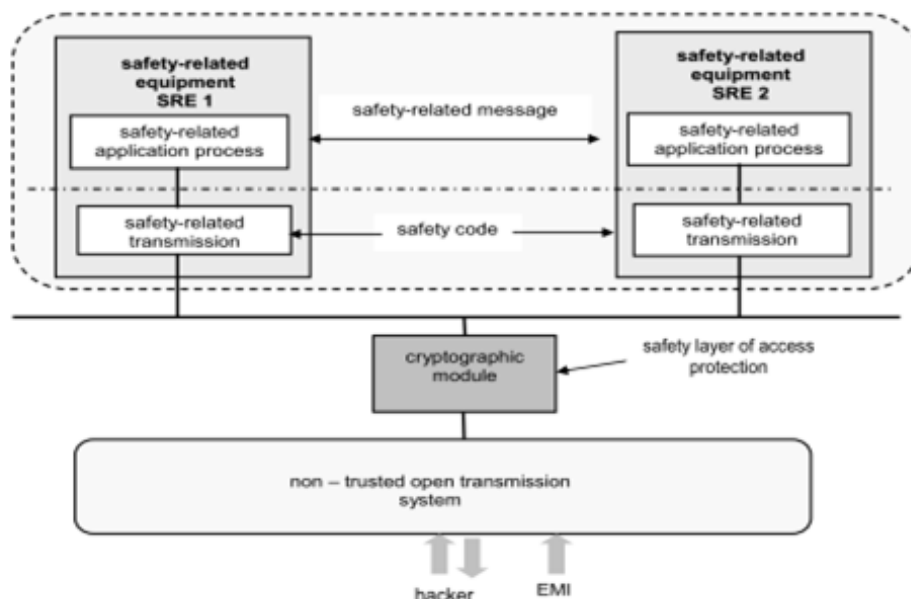 safety-related
equipment
SRE 1
safety-related
application process
safety-related
transmission
safety-related message
safety code
safety-related
equipment
SRE 2
safety-related
application process
safety-related
transmission
cryptographic
module
safety layer of access
protection
non – trusted open transmission
system
hacker
EMI